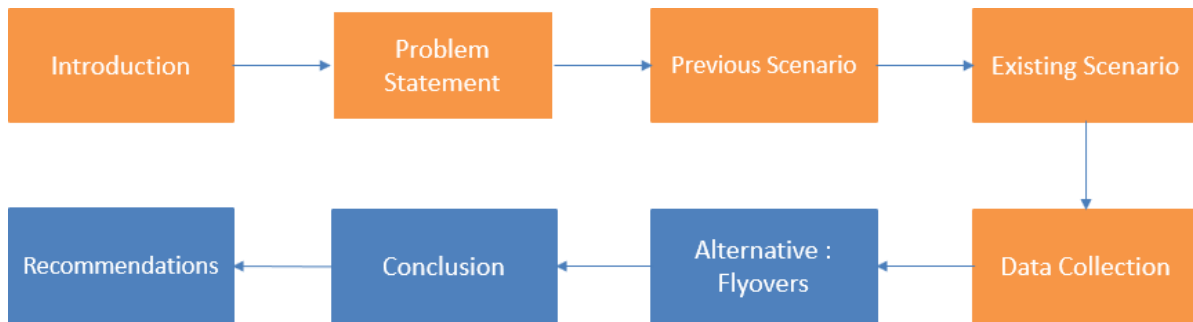 Introduction
Problem
Statement
Previous Scenario
Existing Scenario
Recommendations
Conclusion
Alternative :
Flyovers
Data Collection